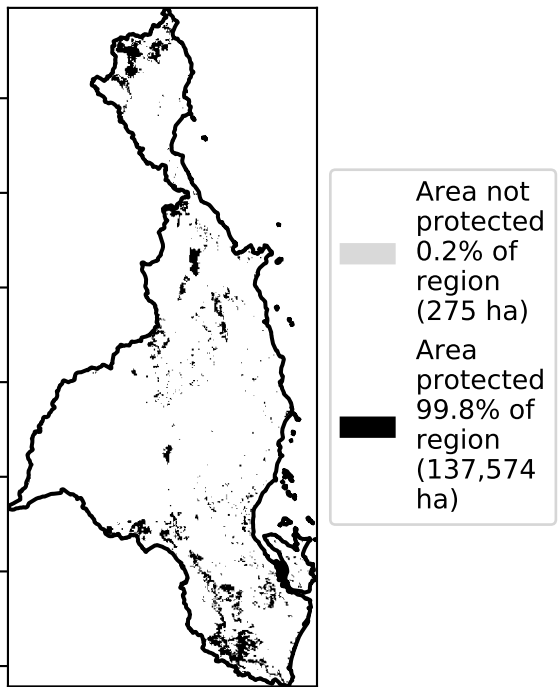 Area not
protected
0.2% of
region
(275 ha)
Area
protected
99.8% of
region
(137,574
ha)